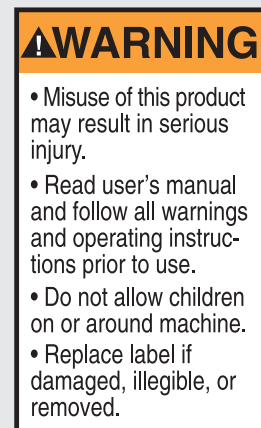 WARNING
• Misuse of this product
may result in serious
injury.
• Read user's manual
and follow all warnings
and operating instruc-
tions prior to use.
• Do not allow children
on or around machine.
• Replace label if
damaged, illegible, or
removed.